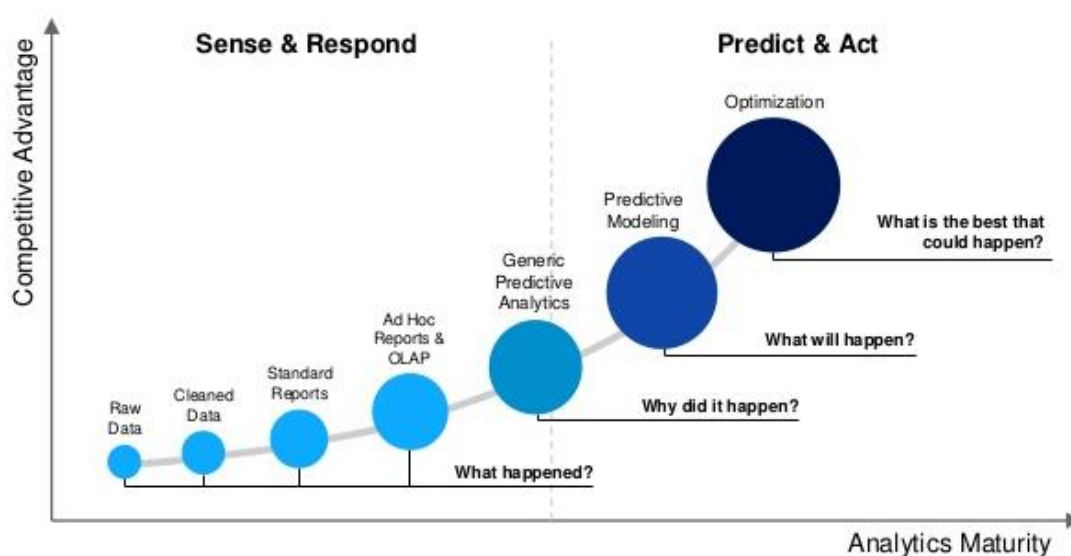 Sense & Respond
Predict & Act
Competitive Advantage
Optimization
Predictive
Modeling
What is the best that
could happen?
Generic
Predictive
Analytics
Ad Hoc
Reports &
OLAP
What will happen?
Standard
Reports
Cleaned
Data
Raw
Data
Why did it happen?
What happened?
Analytics Maturity